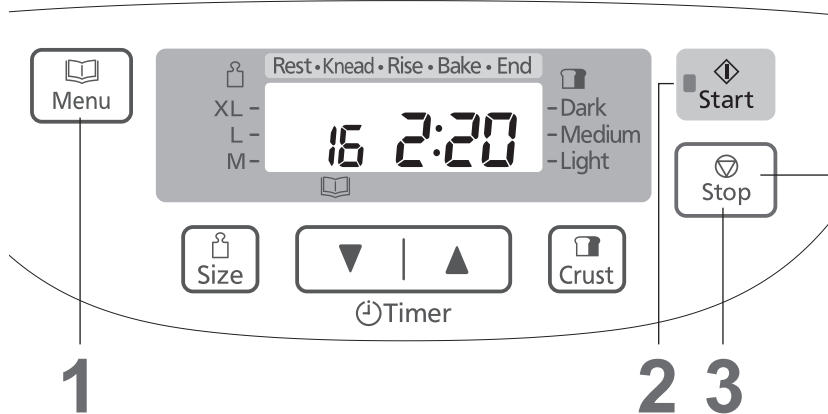 Menu
Rest • Knead • Rise • Bake • End
XL –
L –
M –
16 2:20
– Dark
– Medium
– Light
Start
Stop
Size
Crust
Timer
1
2
3